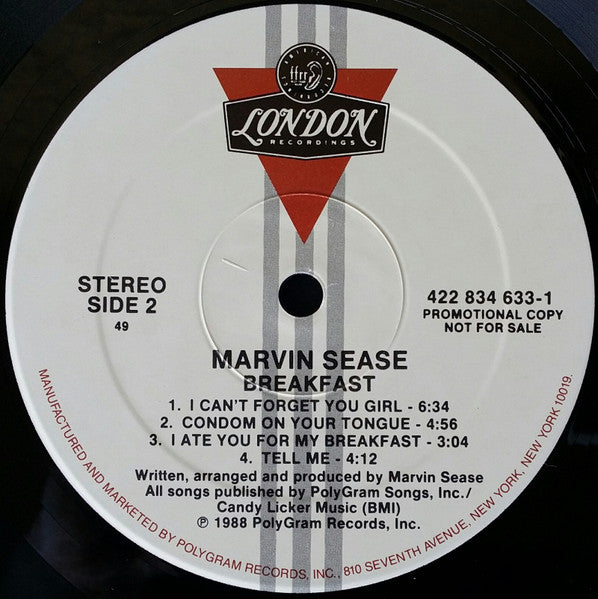 AMERICAN
ffrr
LONDON
RECORDINGS
STEREO
SIDE 2
49
422 834 633-1
PROMOTIONAL COPY
NOT FOR SALE
MARVIN SEASE
BREAKFAST
1. I CAN'T FORGET YOU GIRL - 6:34
2. CONDOM ON YOUR TONGUE - 4:56
3. I ATE YOU FOR MY BREAKFAST - 3:04
4. TELL ME - 4:12
Written, arranged and produced by Marvin Sease
All songs published by PolyGram Songs, Inc./
Candy Licker Music (BMI)
℗ 1988 PolyGram Records, Inc.
MANUFACTURED AND MARKETED BY POLYGRAM RECORDS, INC., 810 SEVENTH AVENUE, NEW YORK, NEW YORK 10019.